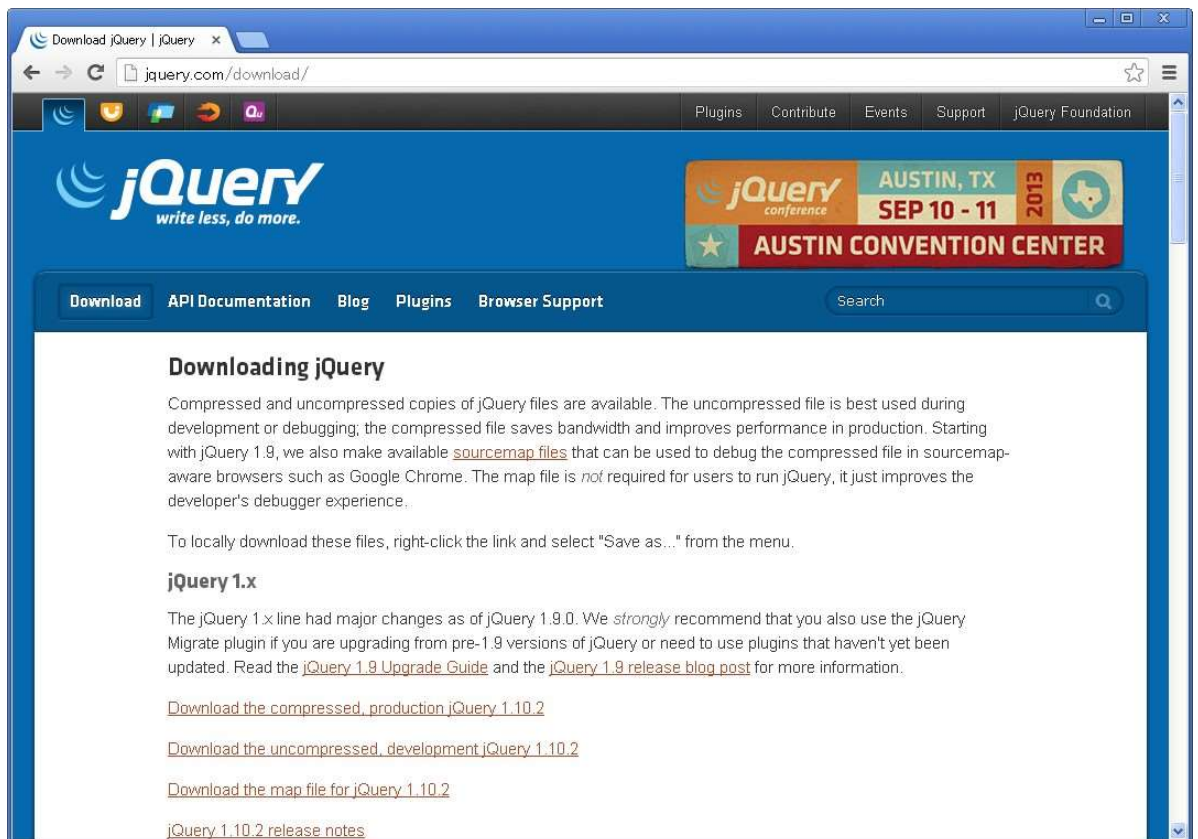 Download jQuery | jQuery
jquery.com/download/
Plugins Contribute Events Support jQuery Foundation
jQuery
write less, do more.
jQuery
conference
AUSTIN, TX
SEP 10 - 11
2013
AUSTIN CONVENTION CENTER
Download API Documentation Blog Plugins Browser Support Search
Downloading jQuery
Compressed and uncompressed copies of jQuery files are available. The uncompressed file is best used during
development or debugging; the compressed file saves bandwidth and improves performance in production. Starting
with jQuery 1.9, we also make available sourcemap files that can be used to debug the compressed file in sourcemap-
aware browsers such as Google Chrome. The map file is not required for users to run jQuery, it just improves the
developer's debugger experience.
To locally download these files, right-click the link and select "Save as..." from the menu.
jQuery 1.x
The jQuery 1.x line had major changes as of jQuery 1.9.0. We strongly recommend that you also use the jQuery
Migrate plugin if you are upgrading from pre-1.9 versions of jQuery or need to use plugins that haven't yet been
updated. Read the jQuery 1.9 Upgrade Guide and the jQuery 1.9 release blog post for more information.
Download the compressed, production jQuery 1.10.2
Download the uncompressed, development jQuery 1.10.2
Download the map file for jQuery 1.10.2
jQuery 1.10.2 release notes